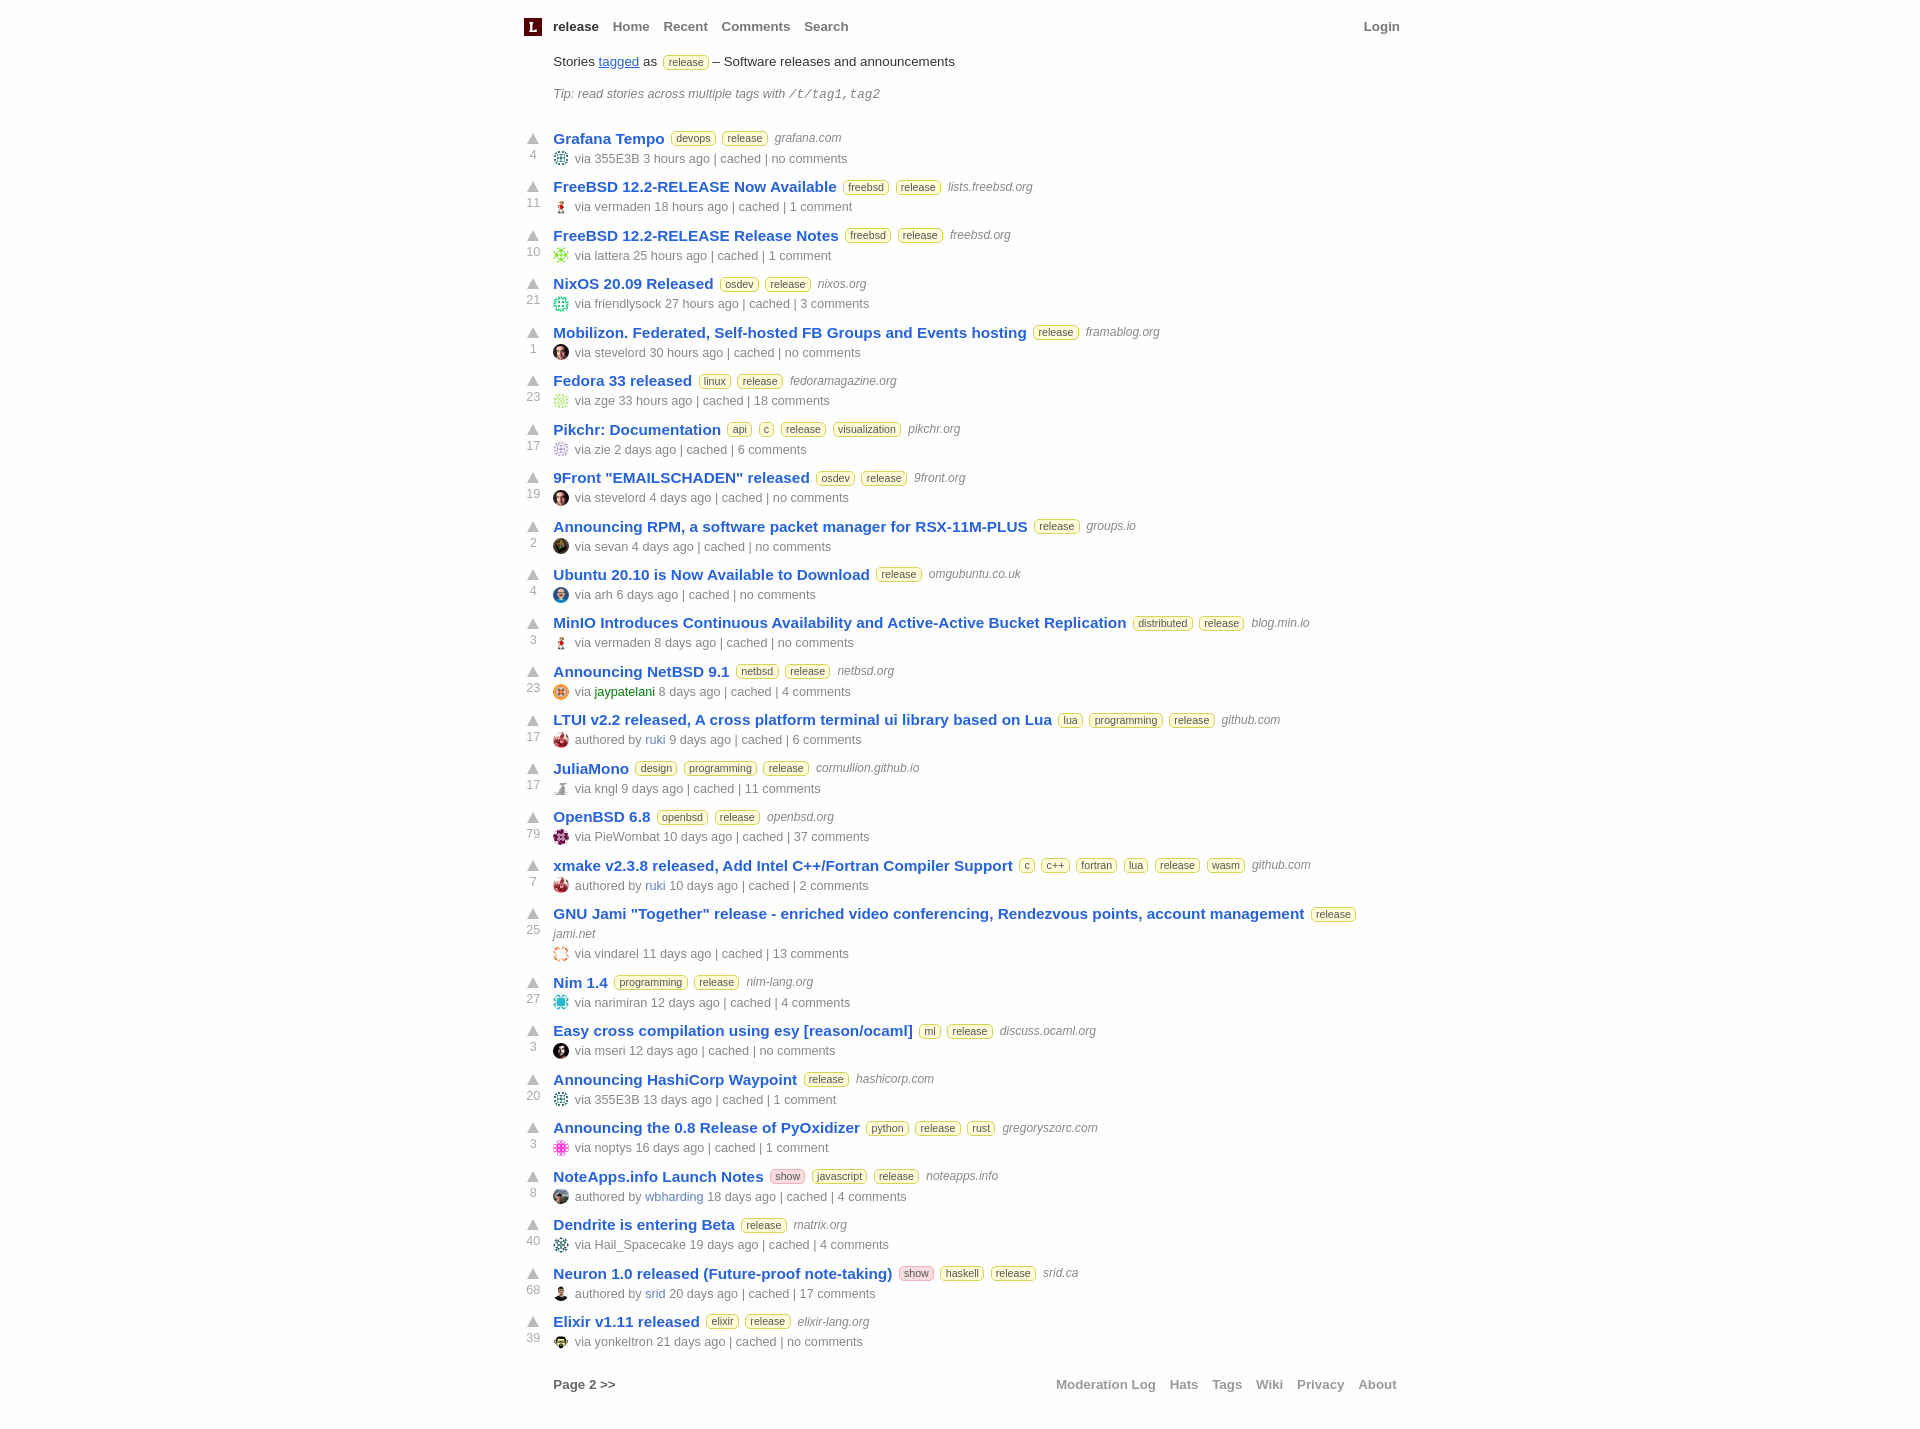 L release Home Recent Comments Search Login
Stories tagged as release – Software releases and announcements
Tip: read stories across multiple tags with /t/tag1,tag2
Grafana Tempo devops release grafana.com
4 via 355E3B 3 hours ago | cached | no comments
FreeBSD 12.2-RELEASE Now Available freebsd release lists.freebsd.org
11 via vermaden 18 hours ago | cached | 1 comment
FreeBSD 12.2-RELEASE Release Notes freebsd release freebsd.org
10 via lattera 25 hours ago | cached | 1 comment
NixOS 20.09 Released osdev release nixos.org
21 via friendlysock 27 hours ago | cached | 3 comments
Mobilizon. Federated, Self-hosted FB Groups and Events hosting release framablog.org
1 via stevelord 30 hours ago | cached | no comments
Fedora 33 released linux release fedoramagazine.org
23 via zge 33 hours ago | cached | 18 comments
Pikchr: Documentation api c release visualization pikchr.org
17 via zie 2 days ago | cached | 6 comments
9Front "EMAILSCHADEN" released osdev release 9front.org
19 via stevelord 4 days ago | cached | no comments
Announcing RPM, a software packet manager for RSX-11M-PLUS release groups.io
2 via sevan 4 days ago | cached | no comments
Ubuntu 20.10 is Now Available to Download release omgubuntu.co.uk
4 via arh 6 days ago | cached | no comments
MinIO Introduces Continuous Availability and Active-Active Bucket Replication distributed release blog.min.io
3 via vermaden 8 days ago | cached | no comments
Announcing NetBSD 9.1 netbsd release netbsd.org
23 via jaypatelani 8 days ago | cached | 4 comments
LTUI v2.2 released, A cross platform terminal ui library based on Lua lua programming release github.com
17 authored by ruki 9 days ago | cached | 6 comments
JuliaMono design programming release cormullion.github.io
17 via kngl 9 days ago | cached | 11 comments
OpenBSD 6.8 openbsd release openbsd.org
79 via PieWombat 10 days ago | cached | 37 comments
xmake v2.3.8 released, Add Intel C++/Fortran Compiler Support c c++ fortran lua release wasm github.com
7 authored by ruki 10 days ago | cached | 2 comments
GNU Jami "Together" release - enriched video conferencing, Rendezvous points, account management release
25 jami.net
via vindarel 11 days ago | cached | 13 comments
Nim 1.4 programming release nim-lang.org
27 via narimiran 12 days ago | cached | 4 comments
Easy cross compilation using esy [reason/ocaml] ml release discuss.ocaml.org
3 via mseri 12 days ago | cached | no comments
Announcing HashiCorp Waypoint release hashicorp.com
20 via 355E3B 13 days ago | cached | 1 comment
Announcing the 0.8 Release of PyOxidizer python release rust gregoryszorc.com
3 via noptys 16 days ago | cached | 1 comment
NoteApps.info Launch Notes show javascript release noteapps.info
8 authored by wbharding 18 days ago | cached | 4 comments
Dendrite is entering Beta release matrix.org
40 via Hail_Spacecake 19 days ago | cached | 4 comments
Neuron 1.0 released (Future-proof note-taking) show haskell release srid.ca
68 authored by srid 20 days ago | cached | 17 comments
Elixir v1.11 released elixir release elixir-lang.org
39 via yonkeltron 21 days ago | cached | no comments
Page 2 >> Moderation Log Hats Tags Wiki Privacy About